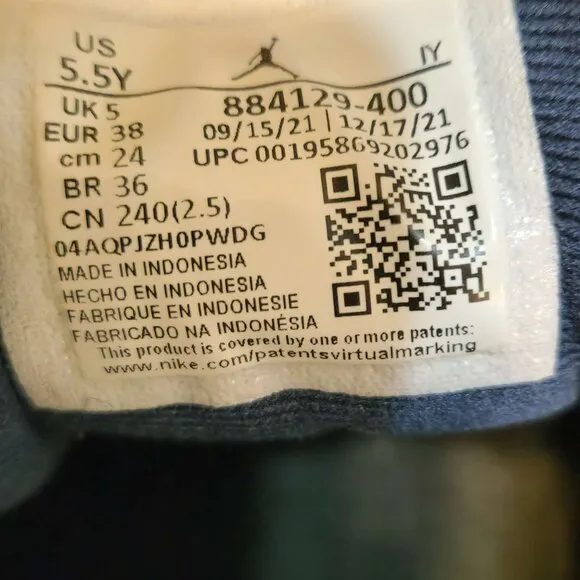 US
5.5Y
IY
UK 5
884129-400
EUR 38
09/15/21 | 12/17/21
cm 24
UPC 00195869202976
BR 36
CN 240(2.5)
04AQPJZH0PWDG
MADE IN INDONESIA
HECHO EN INDONESIA
FABRIQUE EN INDONESIE
FABRICADO NA INDONÉSIA
This product is covered by one or more patents:
www.nike.com/patentsvirtualmarking